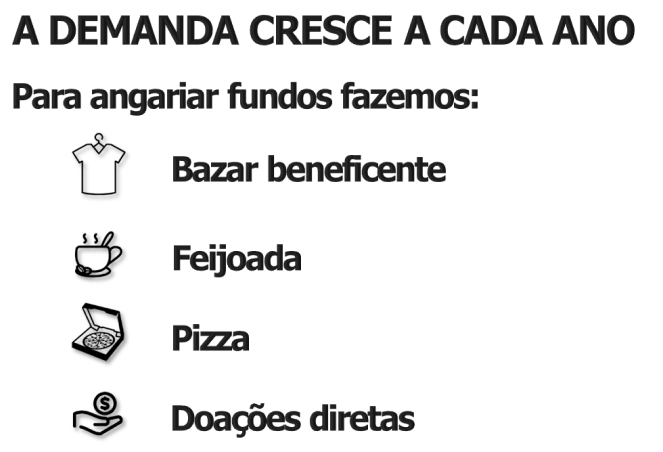 A DEMANDA CRESCE A CADA ANO
Para angariar fundos fazemos:
Bazar beneficente
Feijoada
Pizza
$
Doações diretas